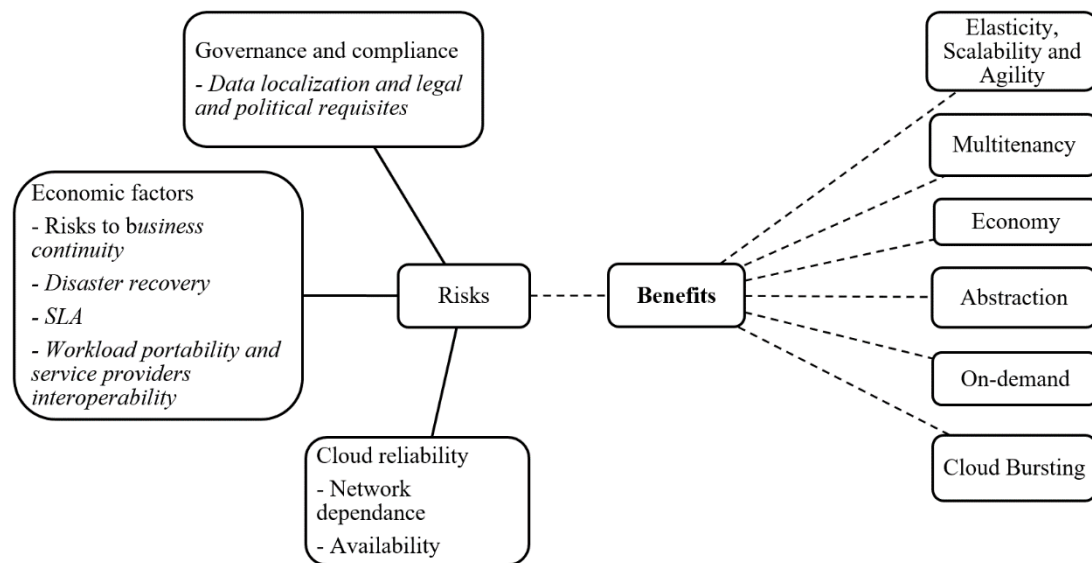 Governance and compliance
- Data localization and legal
and political requisites
Economic factors
- Risks to business
continuity
- Disaster recovery
- SLA
- Workload portability and
service providers
interoperability
Cloud reliability
- Network
dependance
- Availability
Risks
Benefits
Elasticity,
Scalability and
Agility
Multitenancy
Economy
Abstraction
On-demand
Cloud Bursting